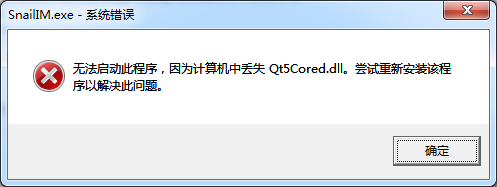 SnailIM.exe - 系统错误
无法启动此程序，因为计算机中丢失 Qt5Cored.dll。尝试重新安装该程
序以解决此问题。
确定